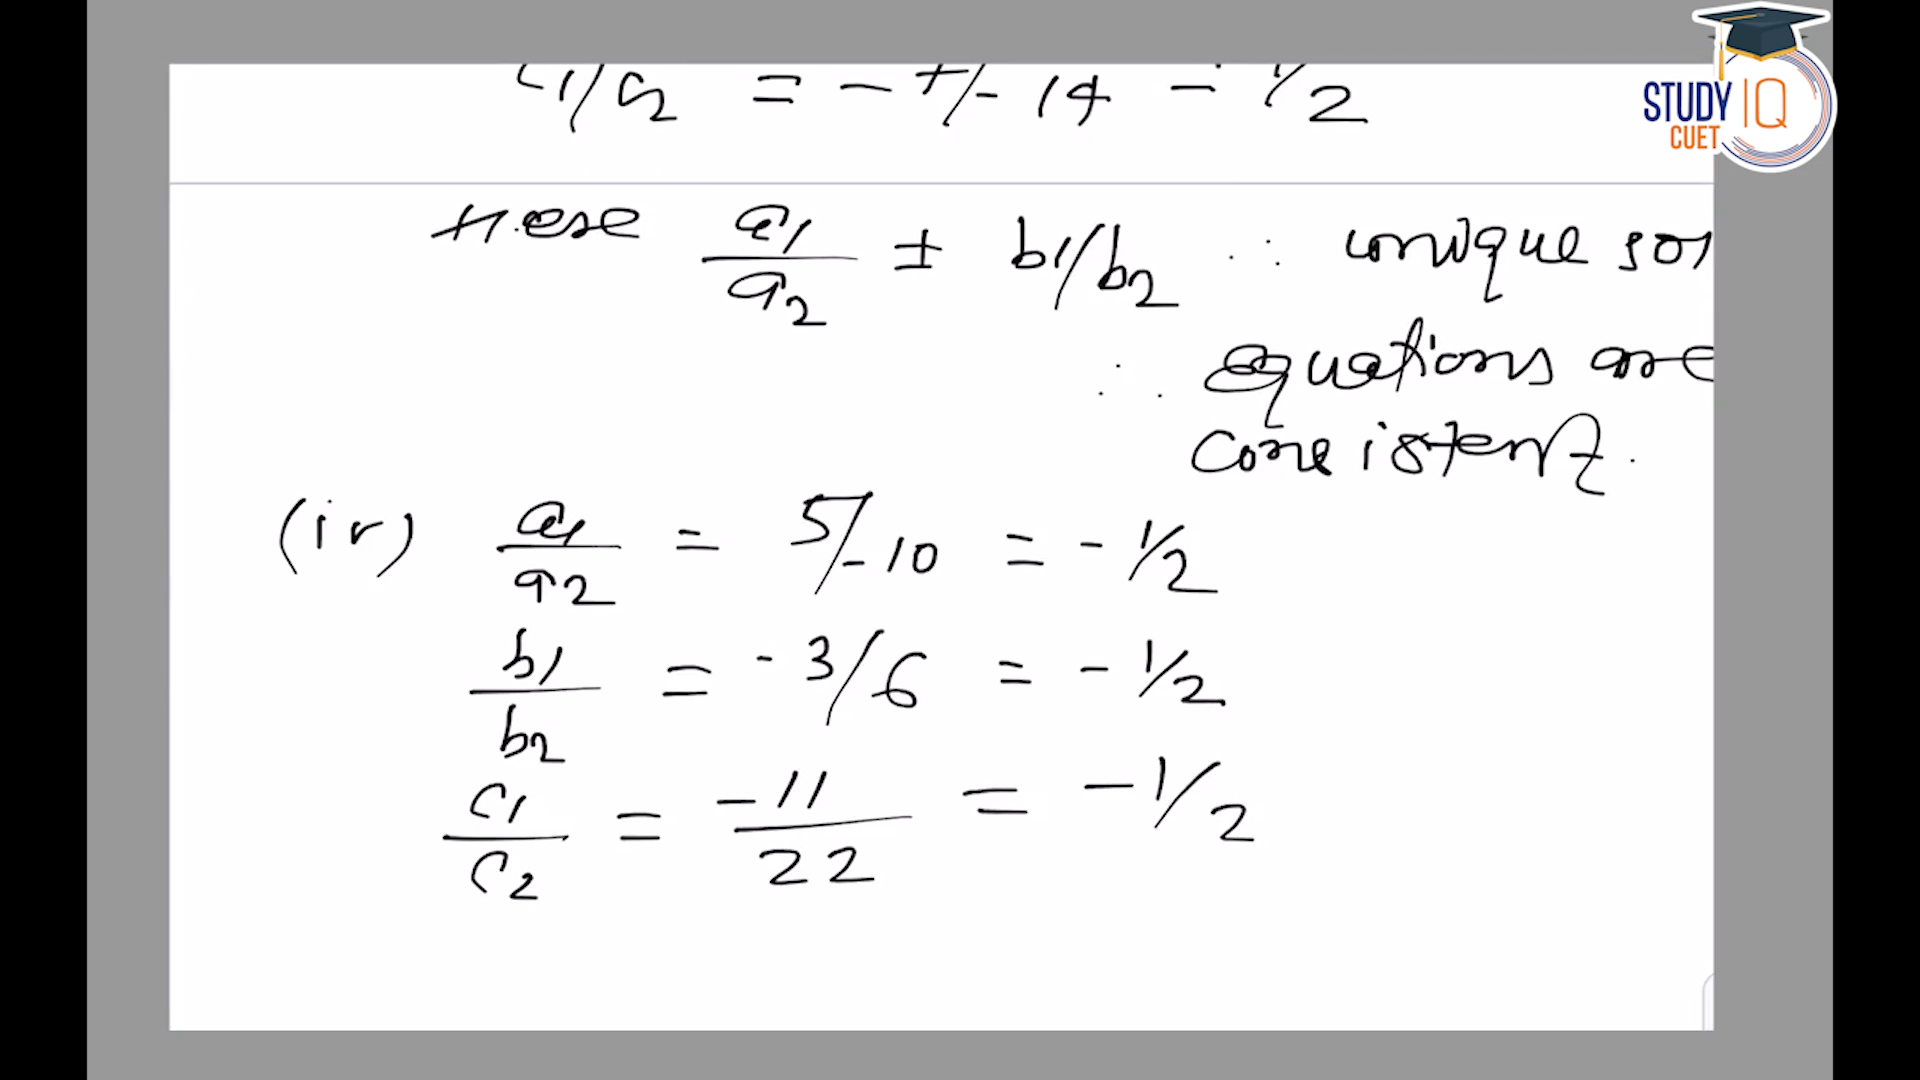 c1/c2 = -7/-14 = 1/2
STUDY IQ
CUET
Here a1/a2 ± b1/b2 ∴ unique sol
∴ equations are
consistent.
(iv) a1/a2 = 5/-10 = -1/2
b1/b2 = -3/6 = -1/2
c1/c2 = -11/22 = -1/2